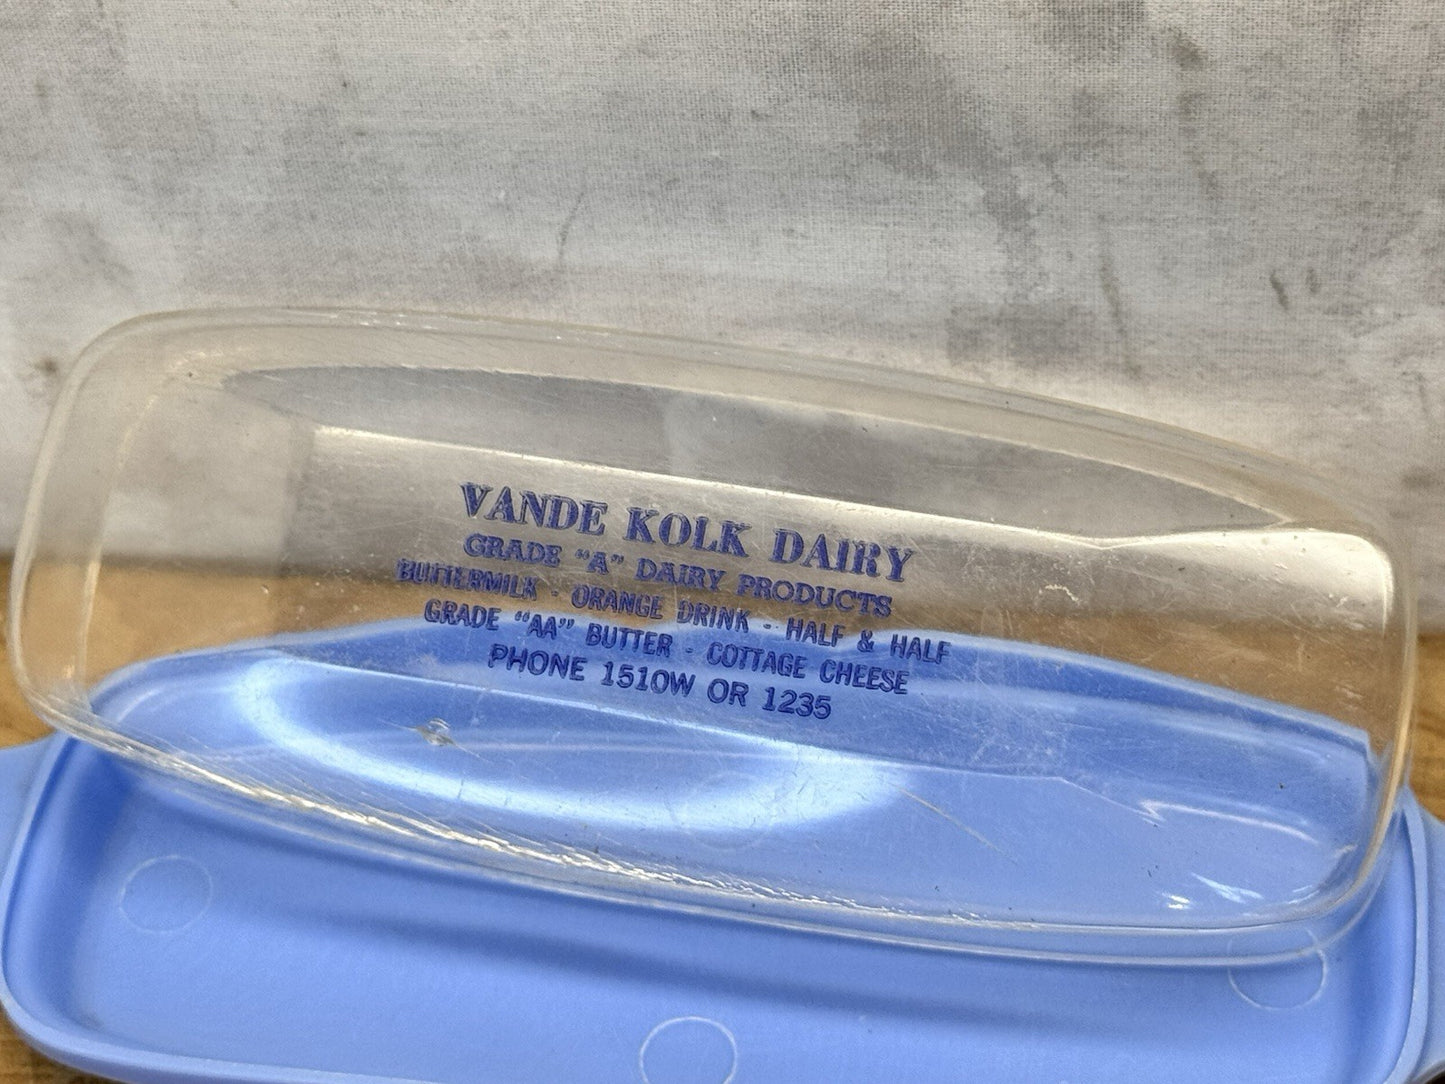 VANDE KOLK DAIRY
GRADE "A" DAIRY PRODUCTS
BUTTERMILK - ORANGE DRINK - HALF & HALF
GRADE "AA" BUTTER - COTTAGE CHEESE
PHONE 1510W OR 1235